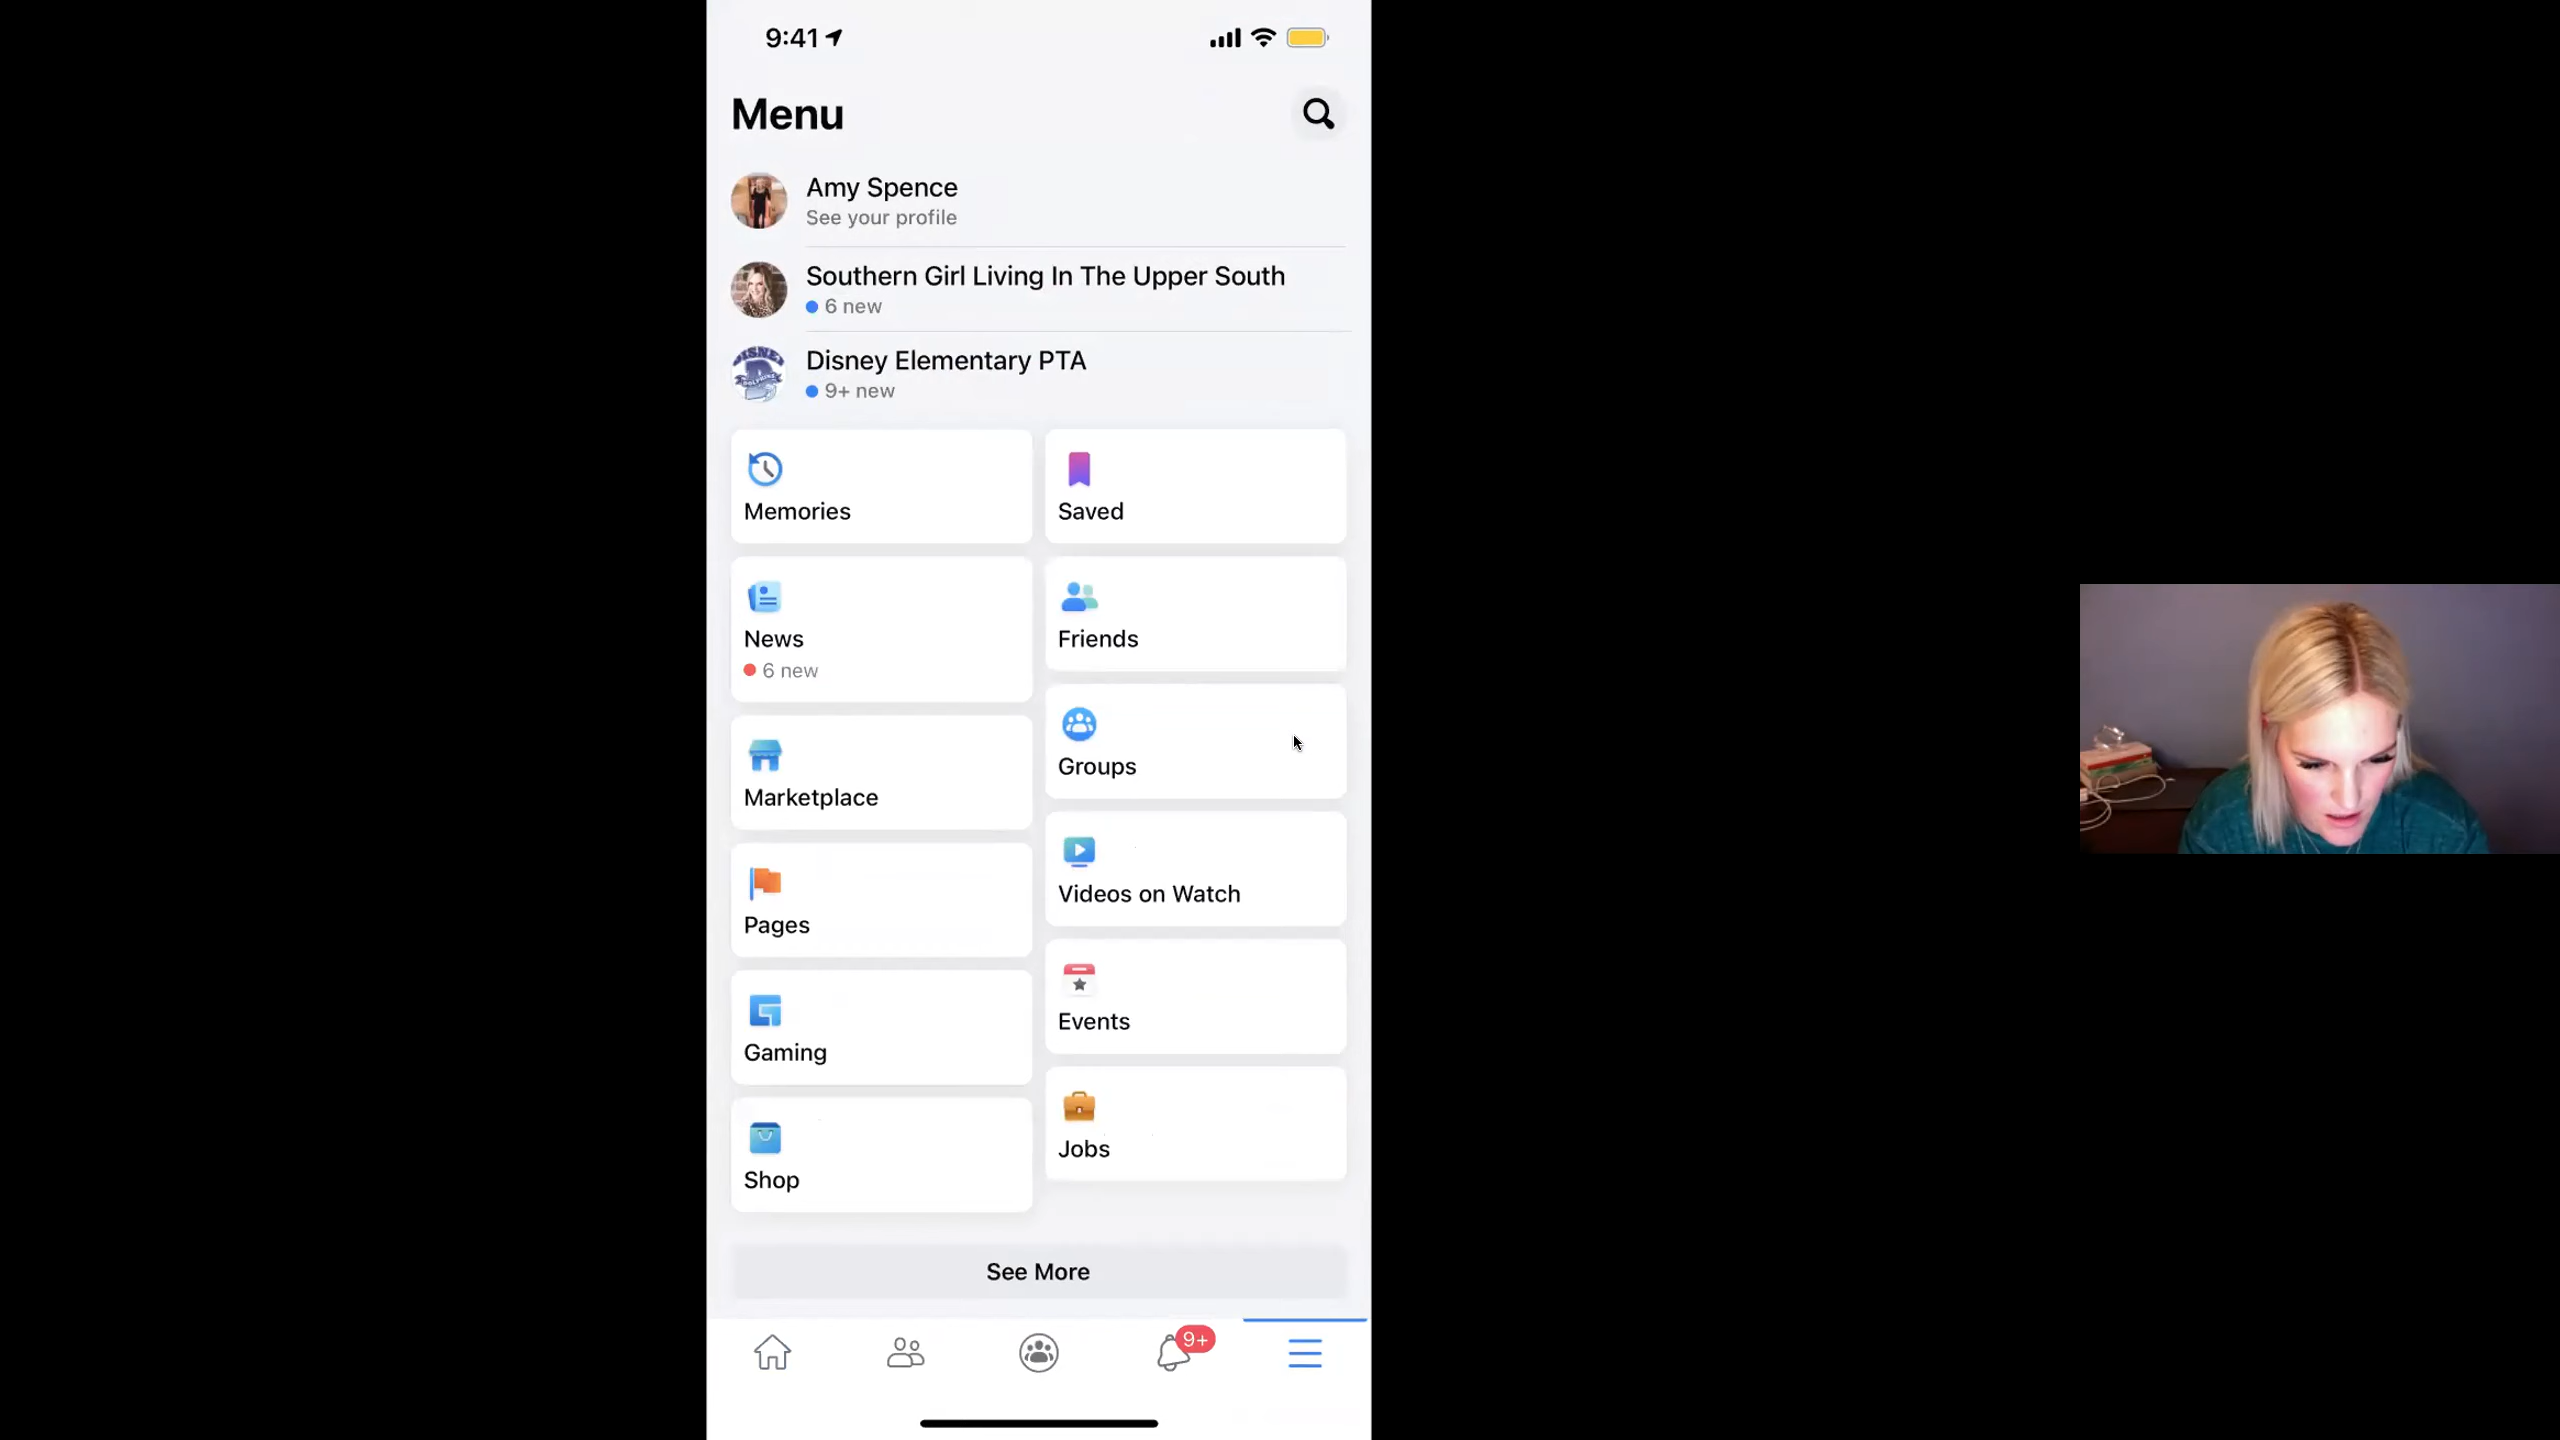 9:41
Menu
Amy Spence
See your profile
Southern Girl Living In The Upper South
6 new
Disney Elementary PTA
9+ new
Memories
Saved
News
6 new
Friends
Groups
Marketplace
Videos on Watch
Pages
Events
Gaming
Jobs
Shop
See More
9+